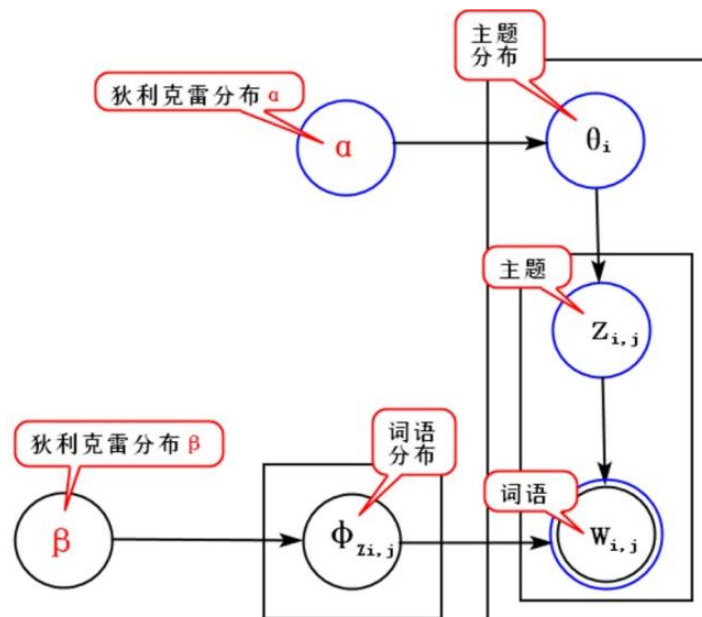 主题
分布
狄利克雷分布 α
α
θi
主题
Zi,j
狄利克雷分布 β
词语
分布
词语
β
ΦZi,j
Wi,j